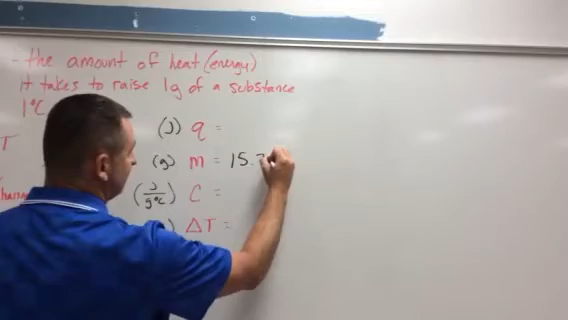 - the amount of heat (energy)
it takes to raise 1g of a substance
1°C
(J) q =
T
(g) m = 15.
(J/g°C) C =
) ΔT =